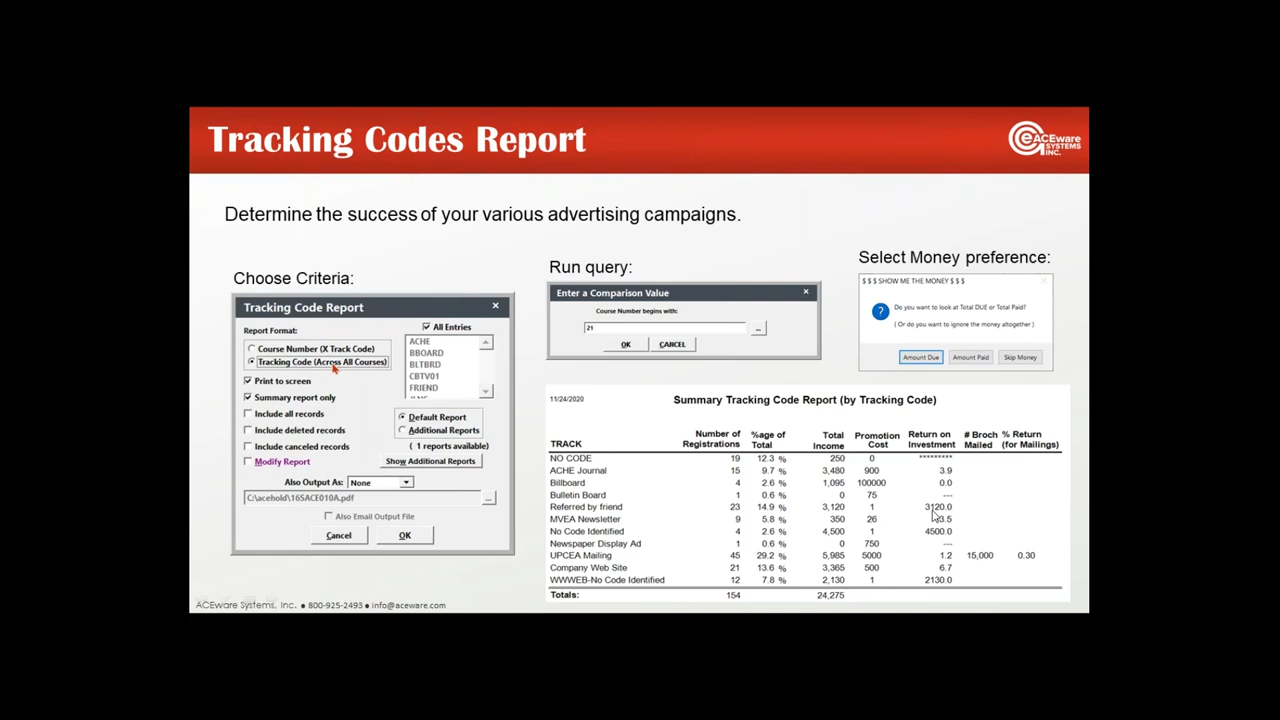 Tracking Codes Report
ACEware
SYSTEMS
INC.
Determine the success of your various advertising campaigns.
Choose Criteria:
Tracking Code Report
Report Format:
Course Number (X Track Code)
Tracking Code (Across All Courses)
Print to screen
Summary report only
Include all records
Include deleted records
Include canceled records
Modify Report
All Entries
ACHE
BBOARD
BLTBRD
CBTV01
FRIEND
Default Report
Additional Reports
( 1 reports available)
Show Additional Reports
Also Output As: None
C:\acehold\16SACE010A.pdf
...
Also Email Output File
Cancel OK
Run query:
Enter a Comparison Value
Course Number begins with:
21
...
OK CANCEL
Select Money preference:
$ $ $ SHOW ME THE MONEY $ $ $
Do you want to look at Total DUE or Total Paid?
( Or do you want to ignore the money altogether )
Amount Due Amount Paid Skip Money
11/24/2020 Summary Tracking Code Report (by Tracking Code)
Number of %age of Total Promotion Return on # Broch % Return
TRACK Registrations Total Income Cost Investment Mailed (for Mailings)
NO CODE 19 12.3 % 250 0 *********
ACHE Journal 15 9.7 % 3,480 900 3.9
Billboard 4 2.6 % 1,095 100000 0.0
Bulletin Board 1 0.6 % 0 75 ---
Referred by friend 23 14.9 % 3,120 1 3120.0
MVEA Newsletter 9 5.8 % 350 26 3.5
No Code Identified 4 2.6 % 4,500 1 4500.0
Newspaper Display Ad 1 0.6 % 0 750 ---
UPCEA Mailing 45 29.2 % 5,985 5000 1.2 15,000 0.30
Company Web Site 21 13.6 % 3,365 500 6.7
WWWEB-No Code Identified 12 7.8 % 2,130 1 2130.0
Totals: 154 24,275
ACEware Systems, Inc. ● 800-925-2493 ● info@aceware.com